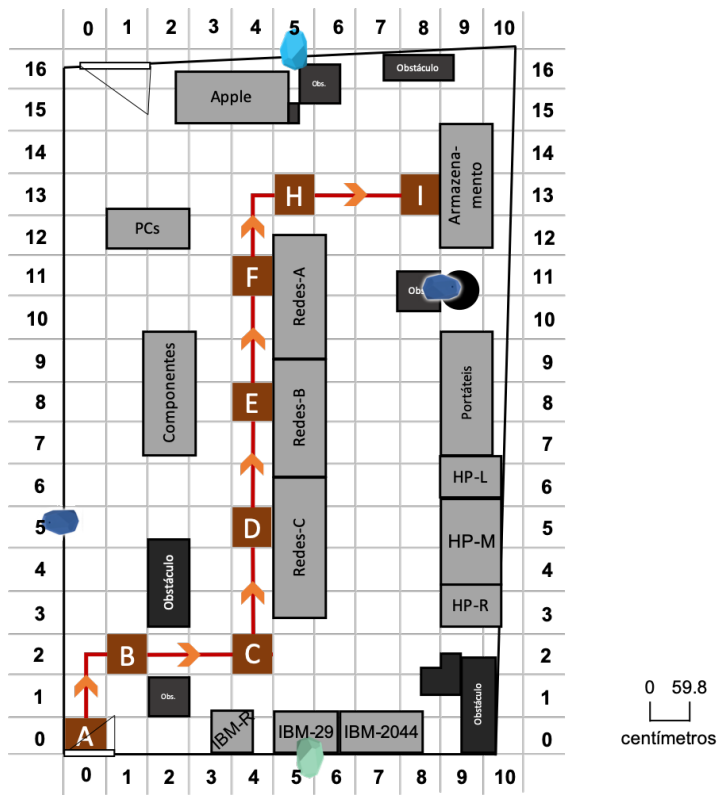 0 1 2 3 4 5 6 7 8 9 10
16 Obstáculo 16
Apple Obs.
15 15
14 14
Armazena-
mento
13 H I 13
PCs
12 12
11 F Obs 11
Redes-A
10 10
9 9
Componentes
8 E Redes-B Portáteis 8
7 7
HP-L
6 6
5 D HP-M 5
Redes-C
4 Obstáculo 4
3 HP-R 3
2 B C 2
1 Obs. Obstáculo 1
0 A IBM-R IBM-29 IBM-2044 0
0 1 2 3 4 5 6 7 8 9 10
0 59.8
centímetros